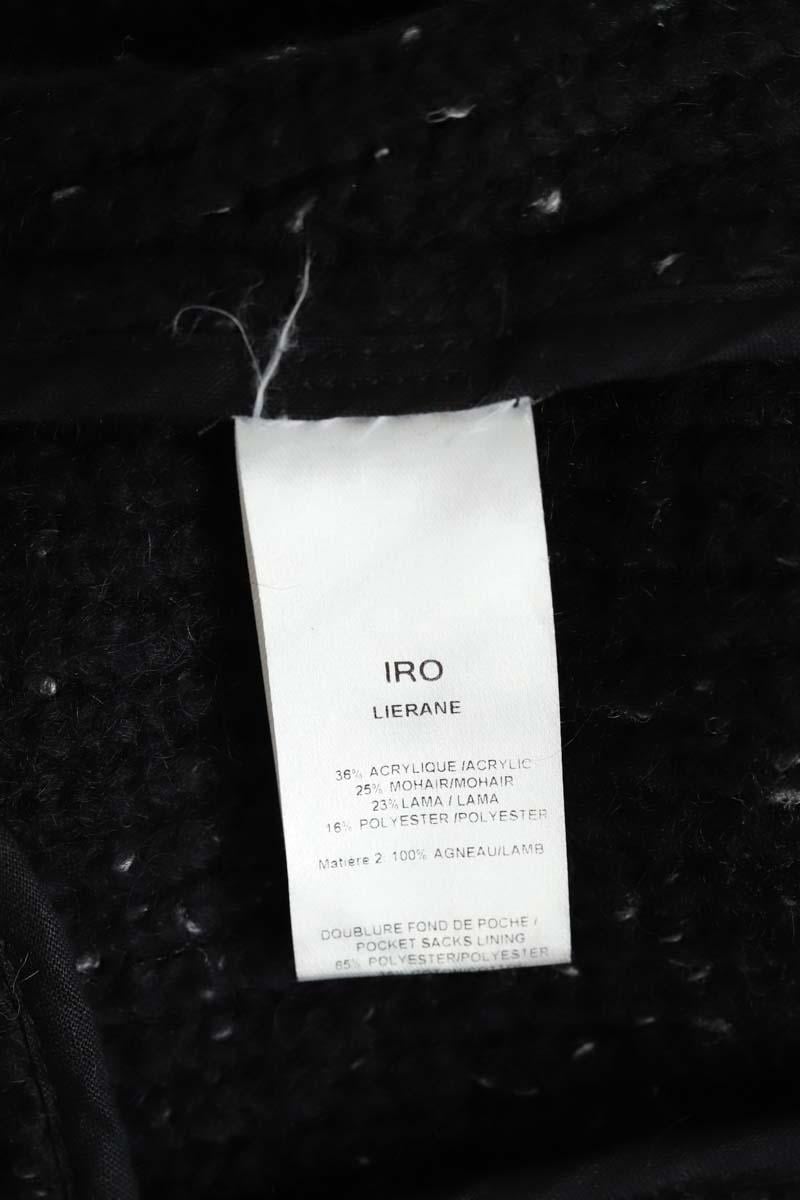 IRO
LIERANE
36% ACRYLIQUE /ACRYLIC
25% MOHAIR/MOHAIR
23% LAMA / LAMA
16% POLYESTER /POLYESTER
Matière 2: 100% AGNEAU/LAMB
DOUBLURE FOND DE POCHE /
POCKET SACKS LINING
65% POLYESTER/POLYESTER